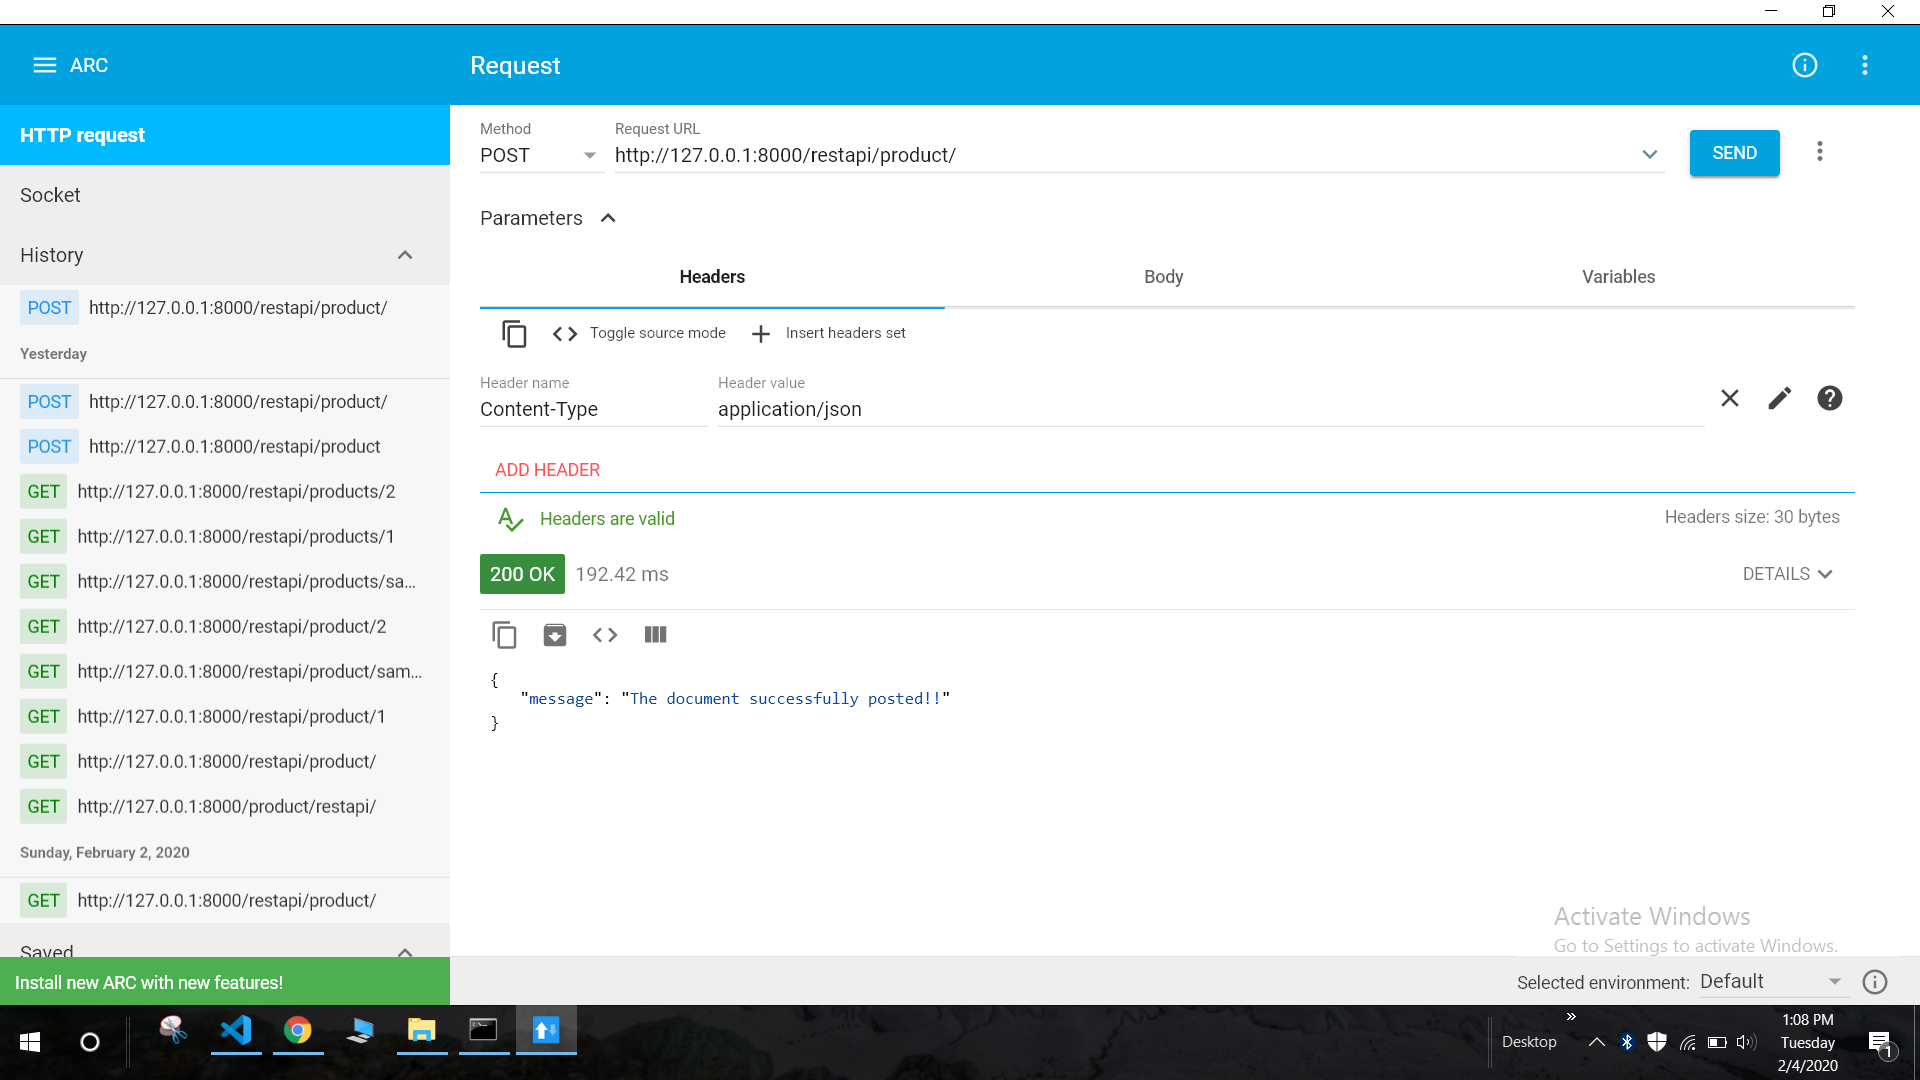 ARC
Request
HTTP request
Socket
History
POST http://127.0.0.1:8000/restapi/product/
Yesterday
POST http://127.0.0.1:8000/restapi/product/
POST http://127.0.0.1:8000/restapi/product
GET http://127.0.0.1:8000/restapi/products/2
GET http://127.0.0.1:8000/restapi/products/1
GET http://127.0.0.1:8000/restapi/products/sa...
GET http://127.0.0.1:8000/restapi/product/2
GET http://127.0.0.1:8000/restapi/product/sam...
GET http://127.0.0.1:8000/restapi/product/1
GET http://127.0.0.1:8000/restapi/product/
GET http://127.0.0.1:8000/product/restapi/
Sunday, February 2, 2020
GET http://127.0.0.1:8000/restapi/product/
Saved
Install new ARC with new features!
Method
POST
Request URL
http://127.0.0.1:8000/restapi/product/
SEND
Parameters
Headers
Body
Variables
Toggle source mode
Insert headers set
Header name
Content-Type
Header value
application/json
ADD HEADER
Headers are valid
Headers size: 30 bytes
200 OK 192.42 ms
DETAILS
{
"message": "The document successfully posted!!"
}
Activate Windows
Go to Settings to activate Windows.
Selected environment: Default
Desktop
1:08 PM
Tuesday
2/4/2020
1